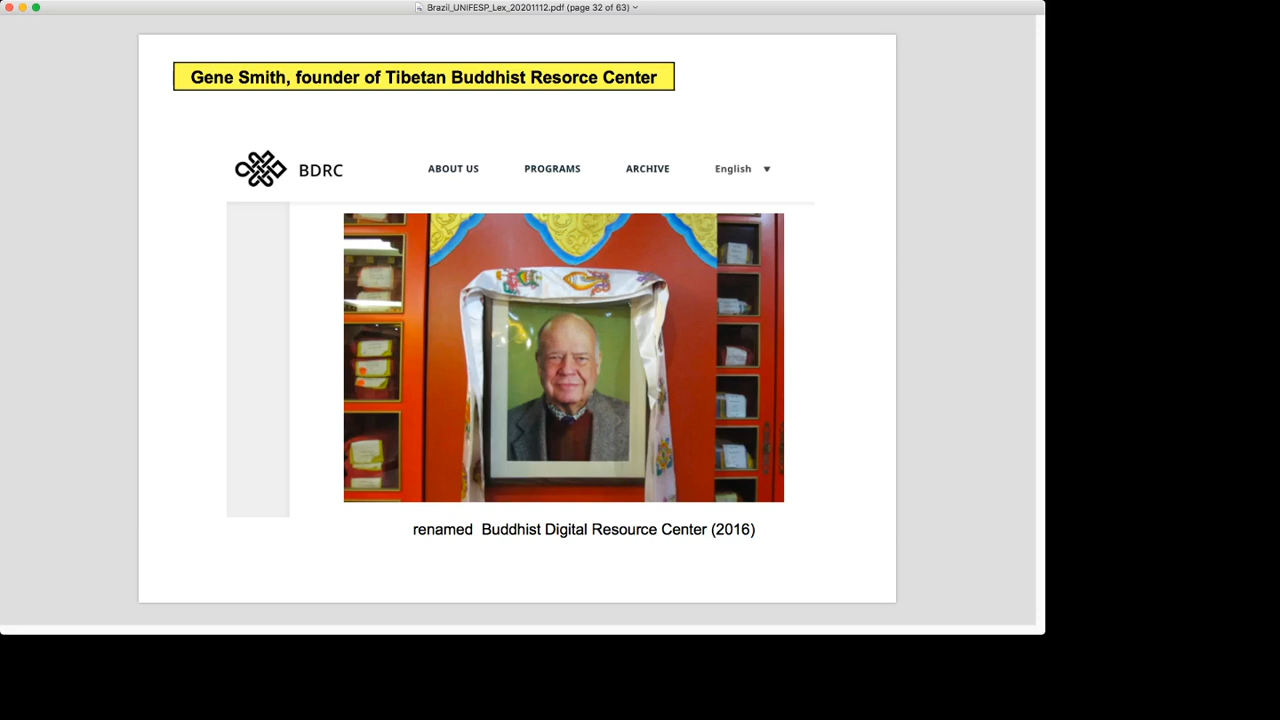 Brazil_UNIFESP_Lex_20201112.pdf (page 32 of 63)
Gene Smith, founder of Tibetan Buddhist Resorce Center
BDRC ABOUT US PROGRAMS ARCHIVE English
renamed Buddhist Digital Resource Center (2016)